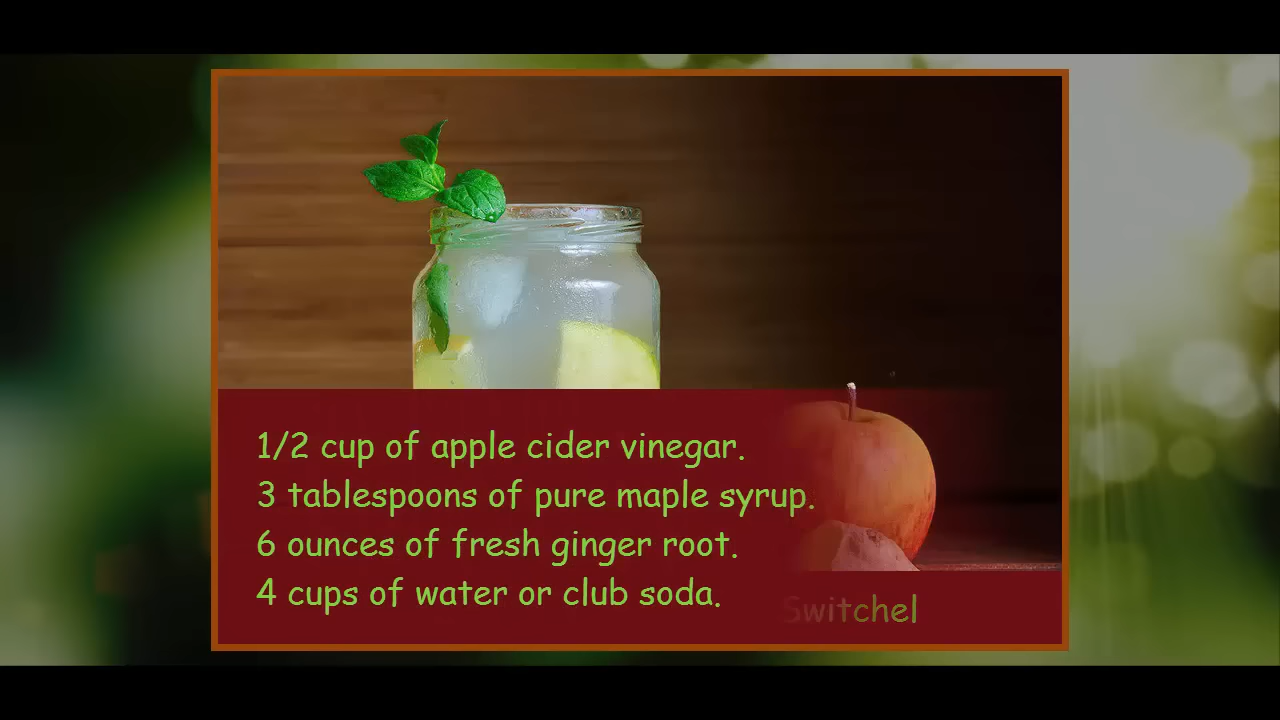 1/2 cup of apple cider vinegar.
3 tablespoons of pure maple syrup.
6 ounces of fresh ginger root.
4 cups of water or club soda.
Switchel